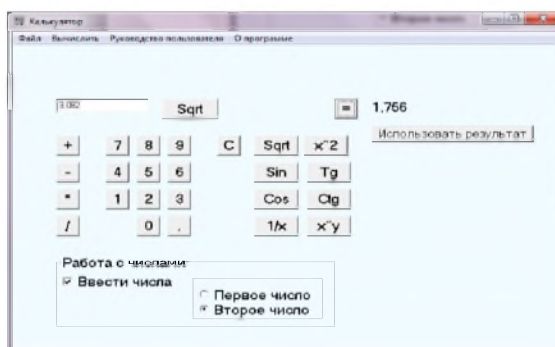 Калькулятор
Второе число
Файл Вычислить Руководство пользователя О программе
3.082 Sqrt = 1,756
Использовать результат
+ 7 8 9 C Sqrt x^2
- 4 5 6 Sin Tg
* 1 2 3 Cos Ctg
/ 0 . 1/x x^y
Работа с числами
Ввести числа
Первое число
Второе число